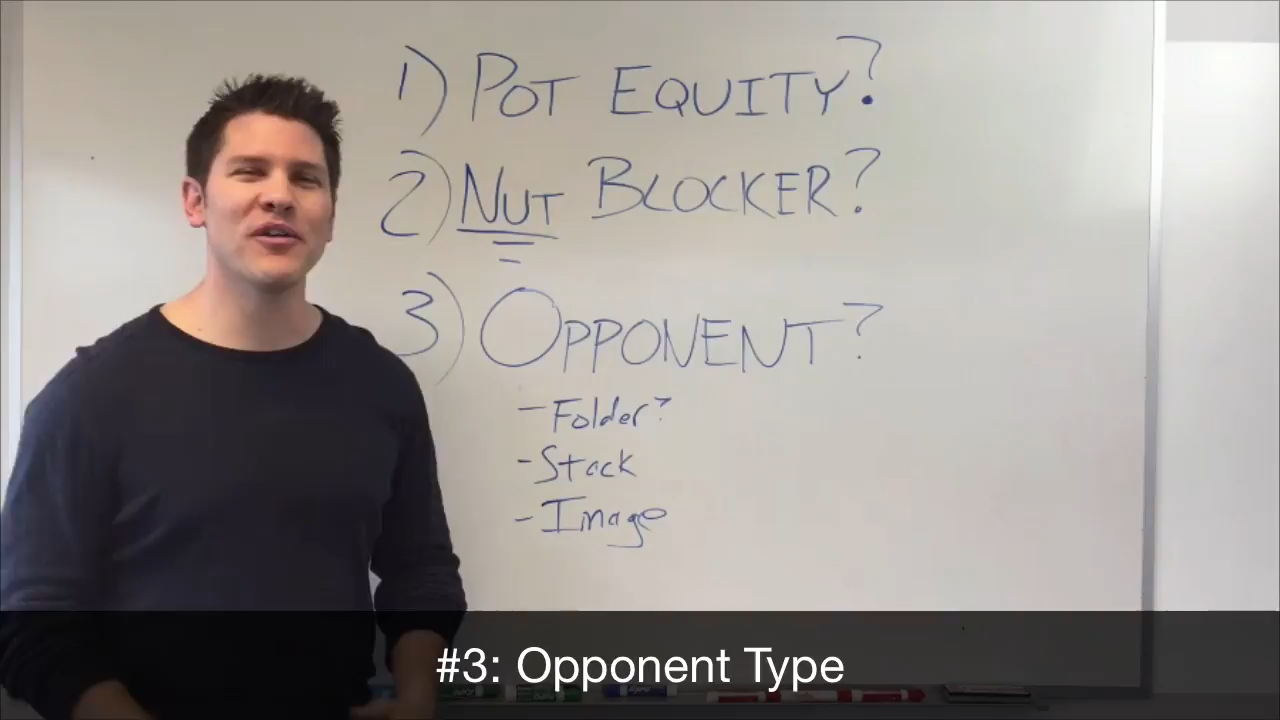 1) POT EQUITY?
2) NUT BLOCKER?
3) OPPONENT?
- Folder?
- Stack
- Image
#3: Opponent Type